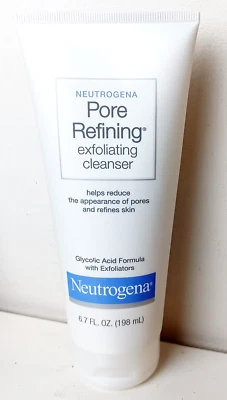 NEUTROGENA
Pore
Refining®
exfoliating
cleanser
helps reduce
the appearance of pores
and refines skin
Glycolic Acid Formula
with Exfoliators
Neutrogena®
6.7 FL. OZ. (198 mL)